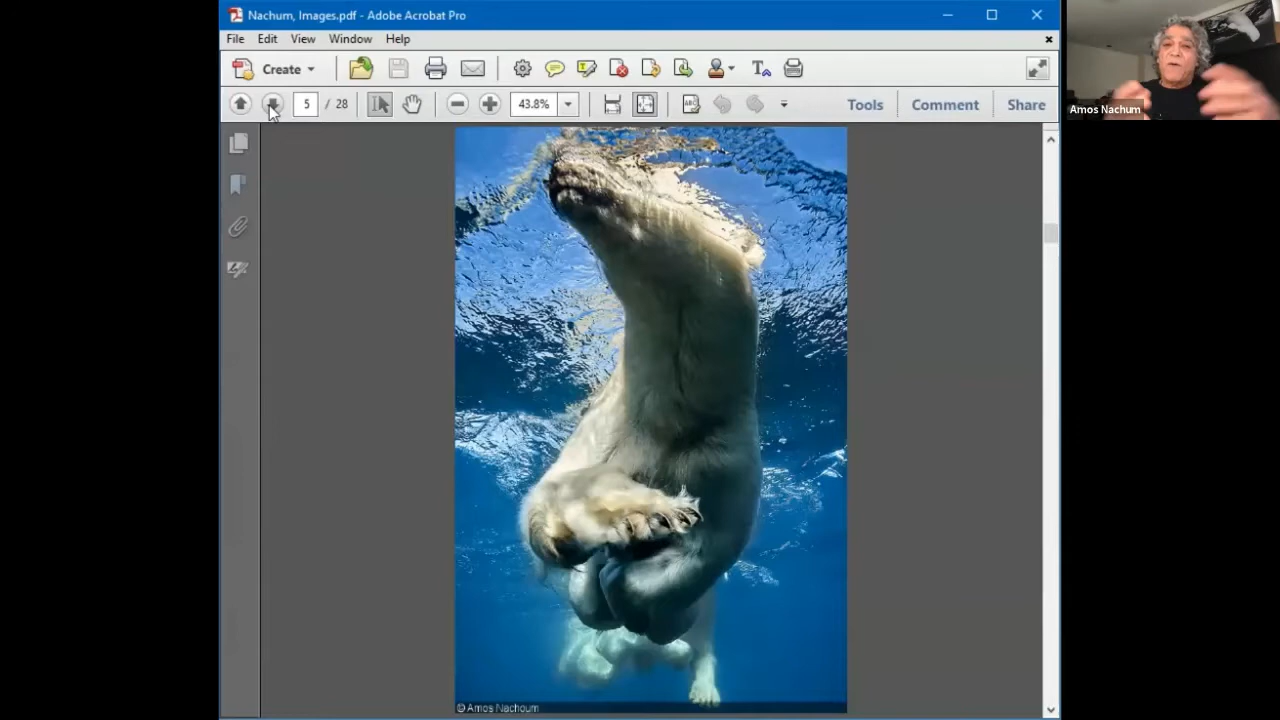 Nachum, Images.pdf - Adobe Acrobat Pro
File Edit View Window Help
Create
5 / 28 43.8% Tools Comment Share
Amos Nachum
© Amos Nachoum